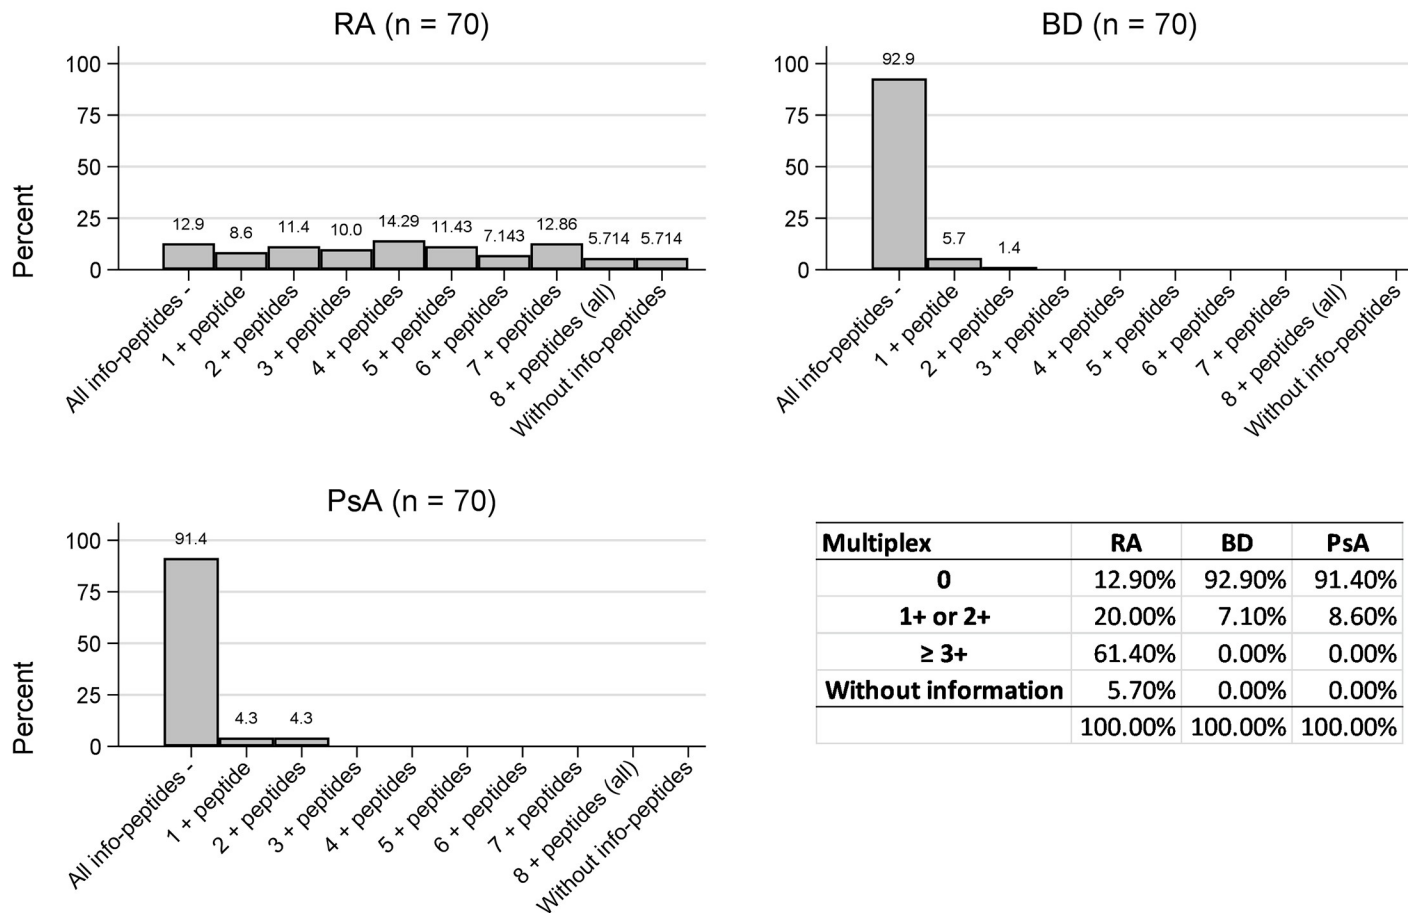 RA (n = 70)
Percent
100
75
50
25
0
12.9
8.6
11.4
10.0
14.29
11.43
7.143
12.86
5.714
5.714
All info-peptides -
1 + peptide
2 + peptides
3 + peptides
4 + peptides
5 + peptides
6 + peptides
7 + peptides
8 + peptides (all)
Without info-peptides
BD (n = 70)
100
75
50
25
0
92.9
5.7
1.4
All info-peptides -
1 + peptide
2 + peptides
3 + peptides
4 + peptides
5 + peptides
6 + peptides
7 + peptides
8 + peptides (all)
Without info-peptides
PsA (n = 70)
Percent
100
75
50
25
0
91.4
4.3
4.3
All info-peptides -
1 + peptide
2 + peptides
3 + peptides
4 + peptides
5 + peptides
6 + peptides
7 + peptides
8 + peptides (all)
Without info-peptides
Multiplex RA BD PsA
0 12.90% 92.90% 91.40%
1+ or 2+ 20.00% 7.10% 8.60%
≥ 3+ 61.40% 0.00% 0.00%
Without information 5.70% 0.00% 0.00%
100.00% 100.00% 100.00%